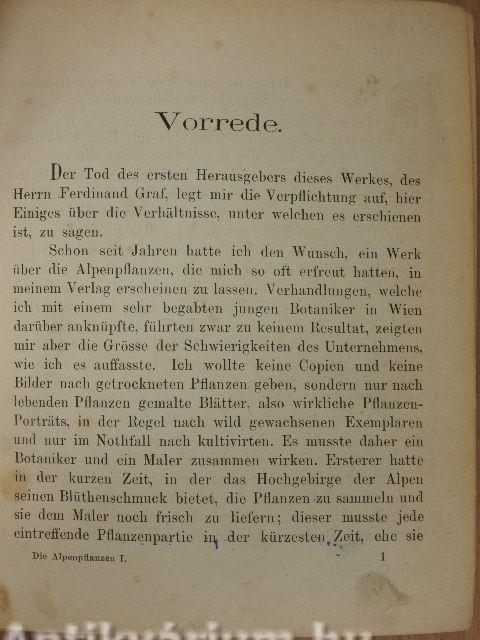 Vorrede.
Der Tod des ersten Herausgebers dieses Werkes, des
Herrn Ferdinand Graf, legt mir die Verpflichtung auf, hier
Einiges über die Verhältnisse, unter welchen es erschienen
ist, zu sagen.
Schon seit Jahren hatte ich den Wunsch, ein Werk
über die Alpenpflanzen, die mich so oft erfreut hatten, in
meinem Verlag erscheinen zu lassen. Verhandlungen, welche
ich mit einem sehr begabten jungen Botaniker in Wien
darüber anknüpfte, führten zwar zu keinem Resultat, zeigten
mir aber die Grösse der Schwierigkeiten des Unternehmens,
wie ich es auffasste. Ich wollte keine Copien und keine
Bilder nach getrockneten Pflanzen geben, sondern nur nach
lebenden Pflanzen gemalte Blätter, also wirkliche Pflanzen-
Porträts, in der Regel nach wild gewachsenen Exemplaren
und nur im Nothfall nach kultivirten. Es musste daher ein
Botaniker und ein Maler zusammen wirken. Ersterer hatte
in der kurzen Zeit, in der das Hochgebirge der Alpen
seinen Blüthenschmuck bietet, die Pflanzen zu sammeln und
sie dem Maler noch frisch zu liefern; dieser musste jede
eintreffende Pflanzenpartie in der kürzesten Zeit, ehe sie
Die Alpenpflanzen I. 1
Antikvárium.hu